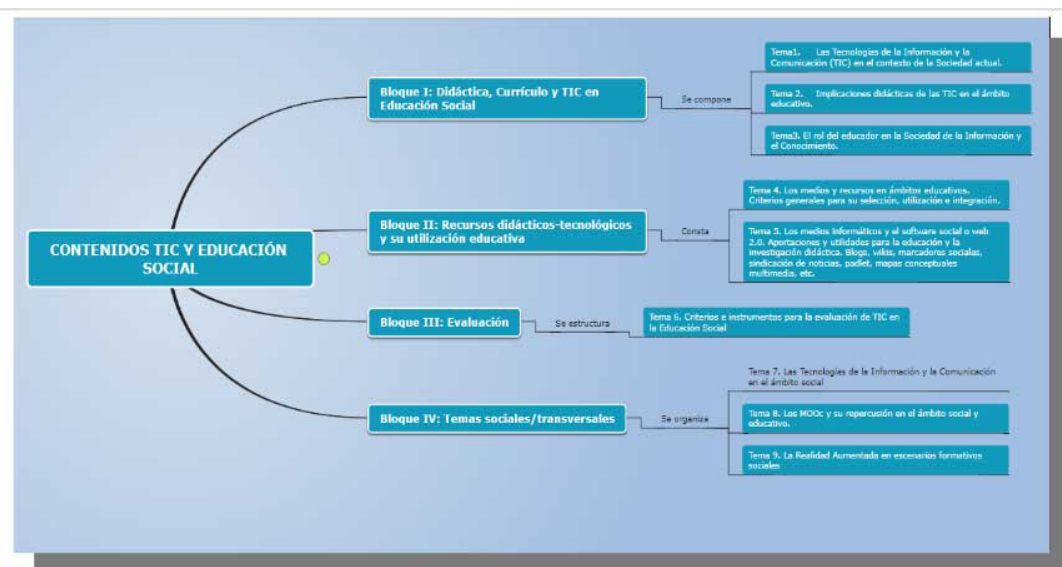 CONTENIDOS TIC Y EDUCACIÓN
SOCIAL
Bloque I: Didáctica, Currículo y TIC en
Educación Social
Se compone
Tema1. Las Tecnologías de la Información y la
Comunicación (TIC) en el contexto de la Sociedad actual.
Tema 2. Implicaciones didácticas de las TIC en el ámbito
educativo.
Tema3. El rol del educador en la Sociedad de la Información y
el Conocimiento.
Bloque II: Recursos didácticos-tecnológicos
y su utilización educativa
Consta
Tema 4. Los medios y recursos en ámbitos educativos.
Criterios generales para su selección, utilización e integración.
Tema 5. Los medios informáticos y el software social o web
2.0. Aportaciones y utilidades para la educación y la
investigación didáctica. Blogs, wikis, marcadores sociales,
sindicación de noticias, padlet, mapas conceptuales
multimedia, etc.
Bloque III: Evaluación
Se estructura
Tema 6. Criterios e instrumentos para la evaluación de TIC en
la Educación Social
Bloque IV: Temas sociales/transversales
Se organiza
Tema 7. Las Tecnologías de la Información y la Comunicación
en el ámbito social
Tema 8. Los MOOc y su repercusión en el ámbito social y
educativo.
Tema 9. La Realidad Aumentada en escenarios formativos
sociales